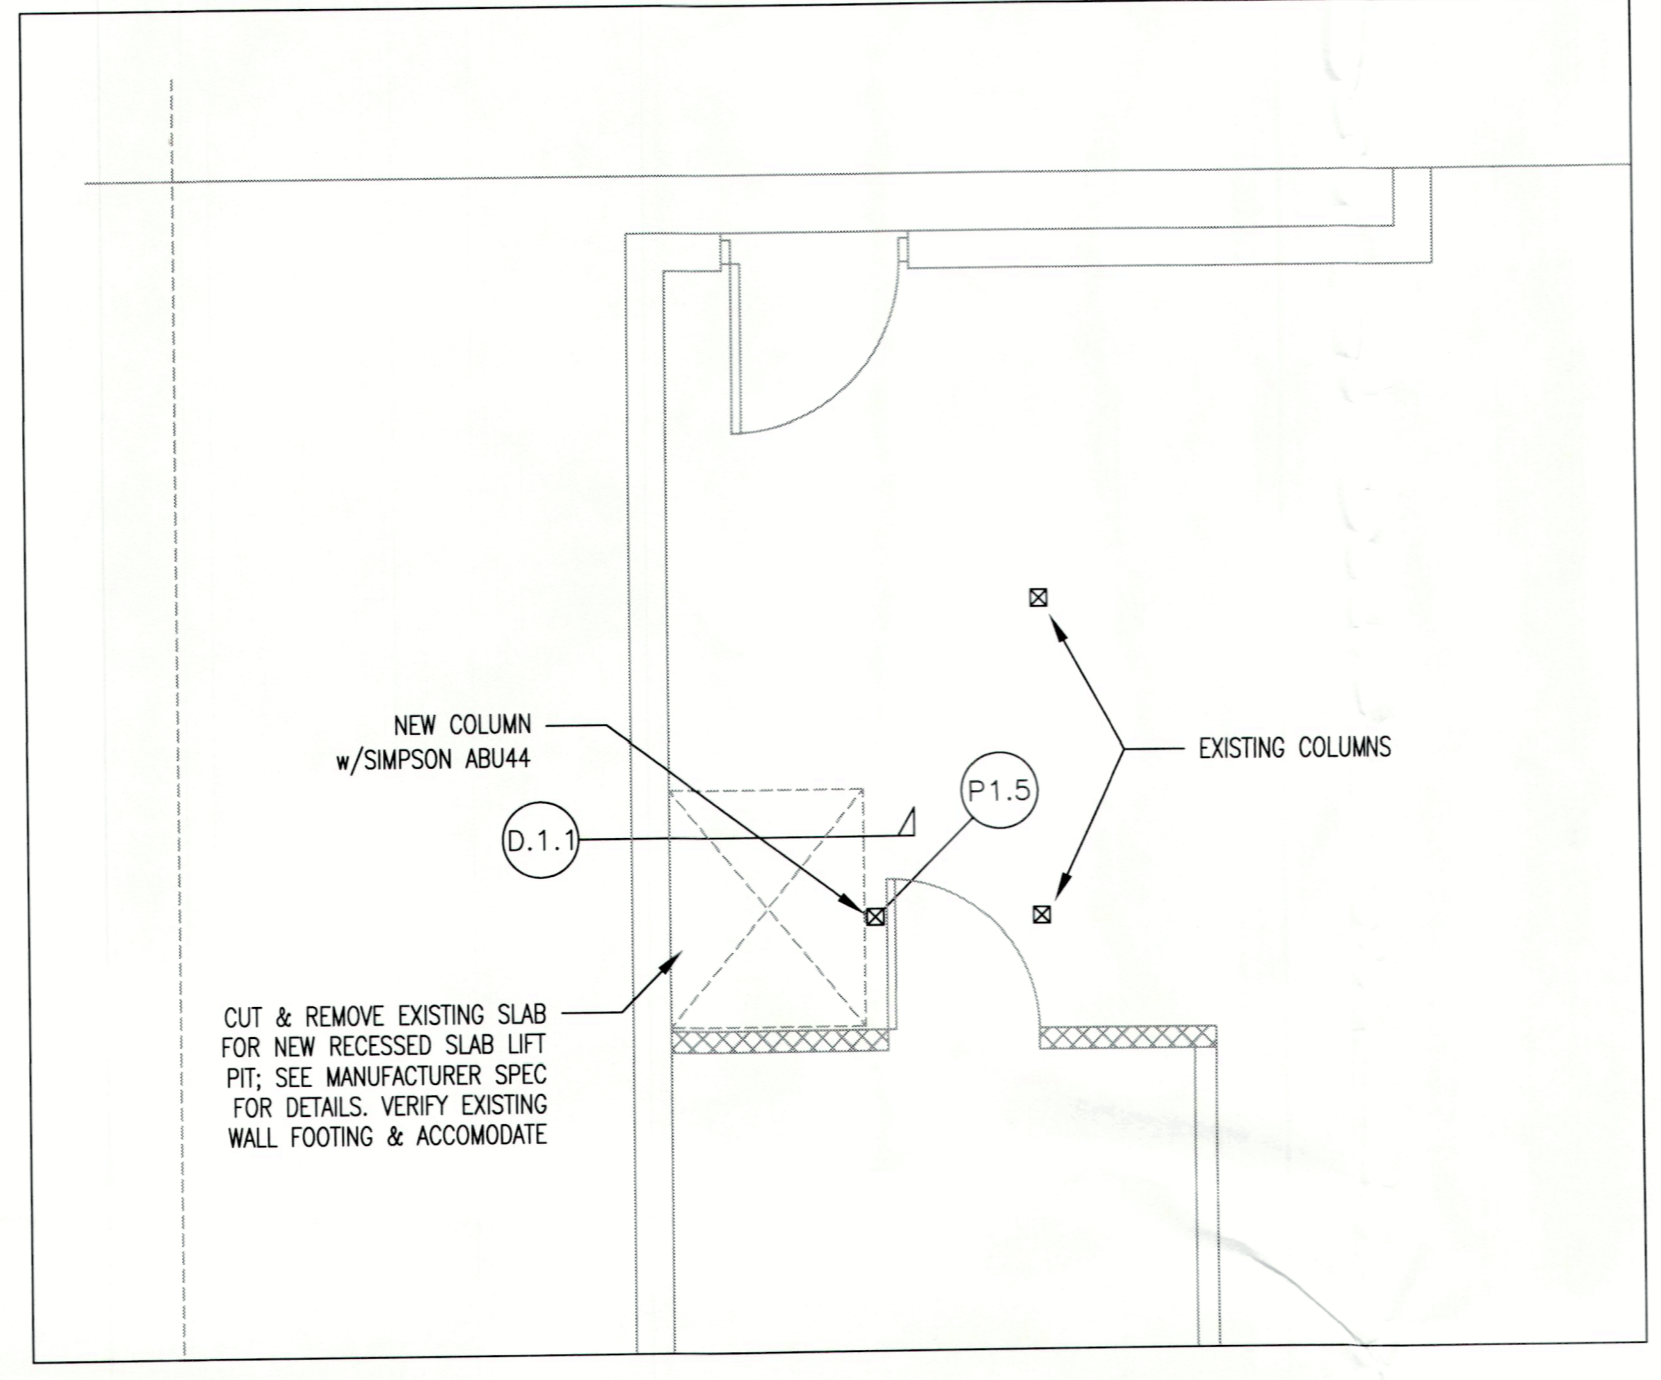 NEW COLUMN
w/SIMPSON ABU44
EXISTING COLUMNS
P1.5
D.1.1
CUT & REMOVE EXISTING SLAB
FOR NEW RECESSED SLAB LIFT
PIT; SEE MANUFACTURER SPEC
FOR DETAILS. VERIFY EXISTING
WALL FOOTING & ACCOMODATE